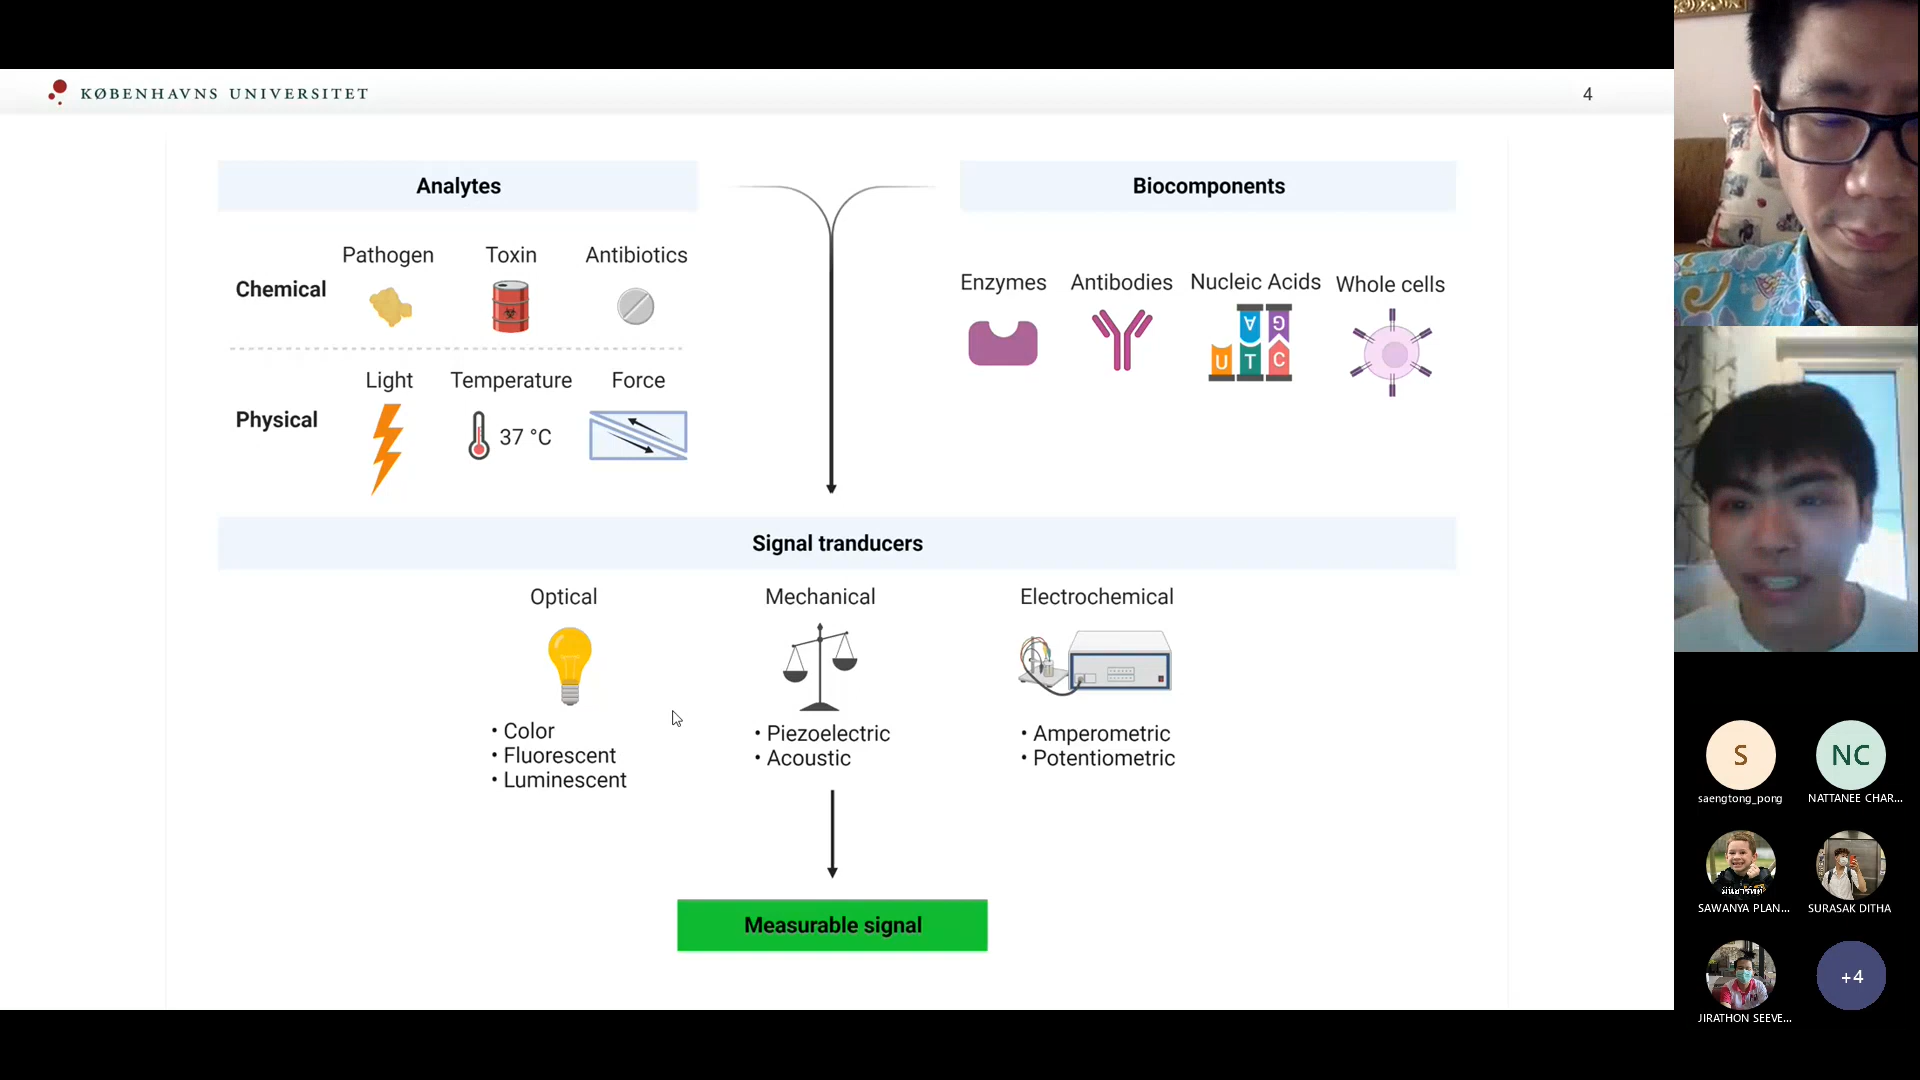 KØBENHAVNS UNIVERSITET
4
Analytes
Biocomponents
Pathogen Toxin Antibiotics
Chemical
Enzymes Antibodies Nucleic Acids Whole cells
A G
U T C
Light Temperature Force
Physical
37 °C
Signal tranducers
Optical Mechanical Electrochemical
• Color
• Fluorescent
• Luminescent
• Piezoelectric
• Acoustic
• Amperometric
• Potentiometric
Measurable signal
S
saengtong_pong
NC
NATTANEE CHAR...
SAWANYA PLAN...
SURASAK DITHA
JIRATHON SEEVE...
+4